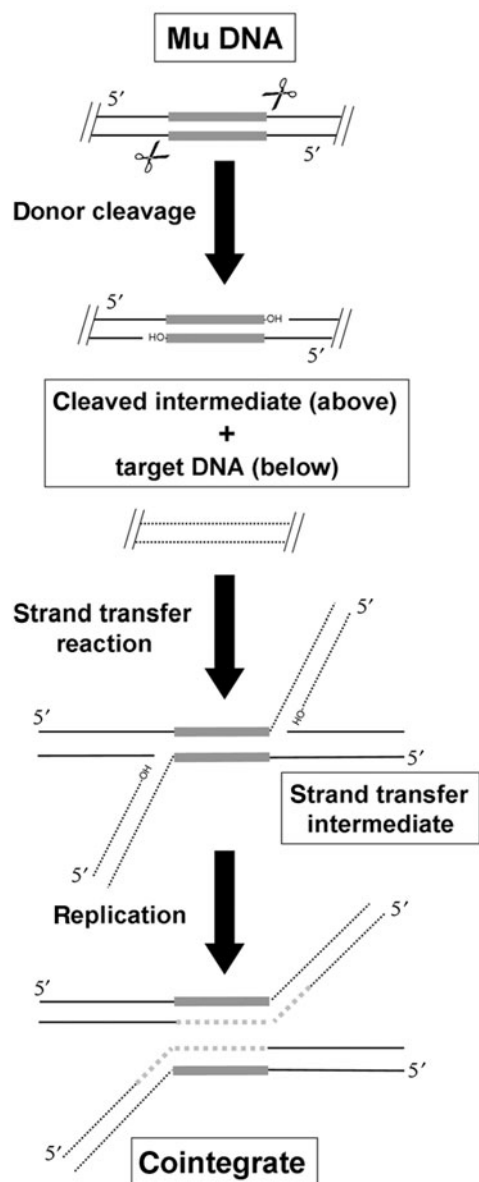 Mu DNA
5′
5′
Donor cleavage
5′
OH
HO
5′
Cleaved intermediate (above)
+
target DNA (below)
Strand transfer
reaction
5′
5′
HO
OH
5′
Strand transfer
intermediate
5′
Replication
5′
5′
5′
5′
Cointegrate